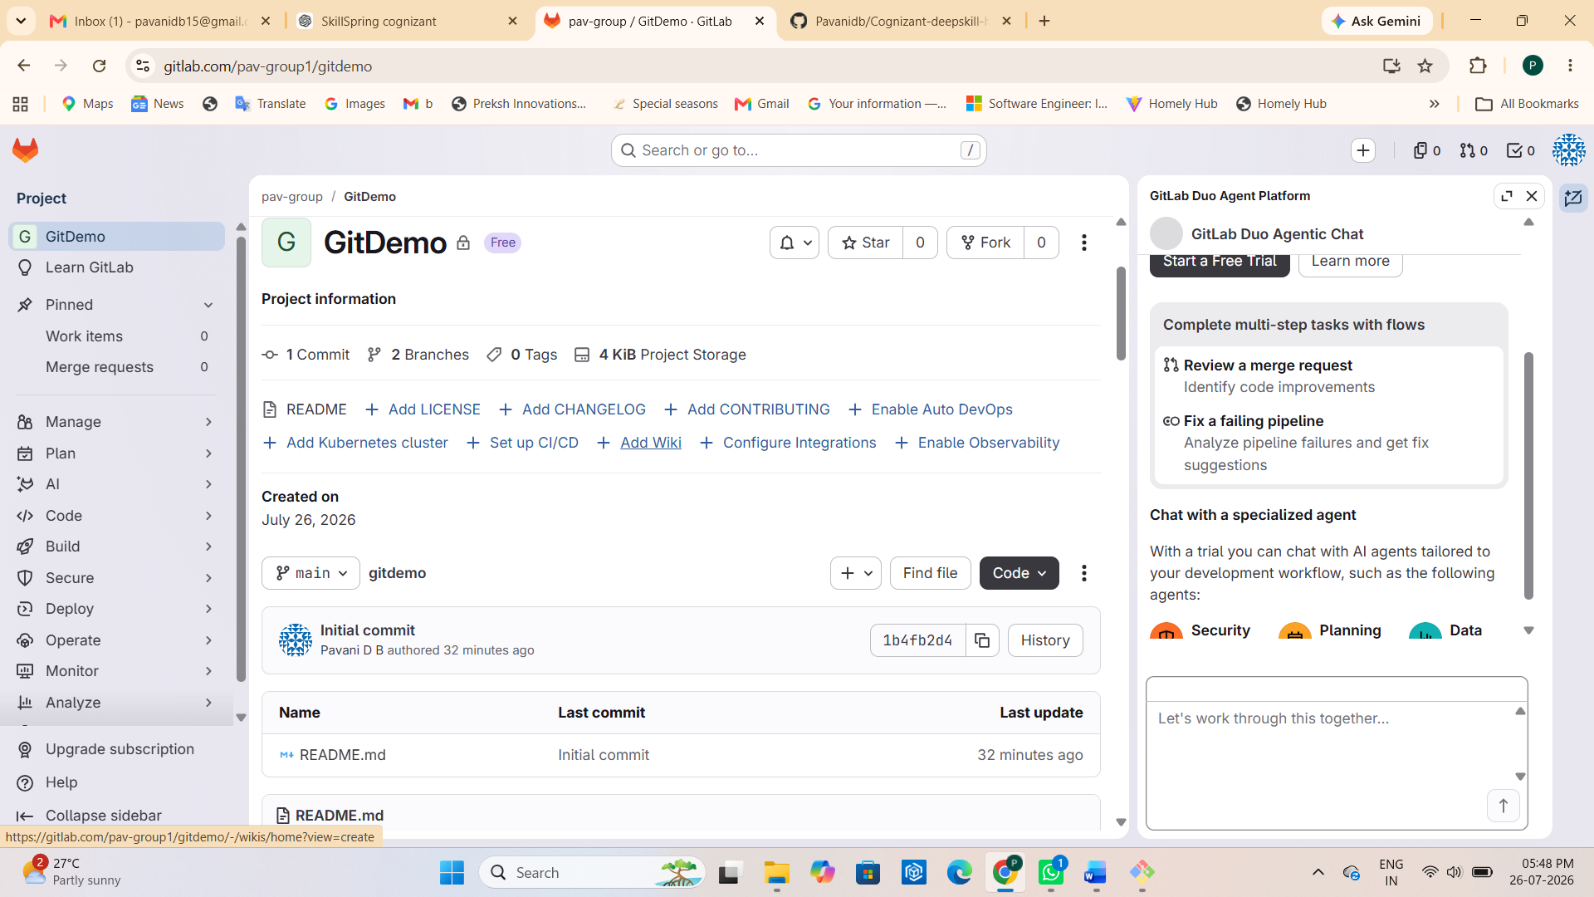 Inbox (1) - pavanidb15@gmail.
SkillSpring cognizant
pav-group / GitDemo · GitLab
Pavanidb/Cognizant-deepskill-h
Ask Gemini
gitlab.com/pav-group1/gitdemo
P
Maps
News
Translate
Images
b
Preksh Innovations...
Special seasons
Gmail
Your information —...
Software Engineer: I...
Homely Hub
Homely Hub
»
All Bookmarks
Search or go to...
/
0
0
0
Project
G GitDemo
Learn GitLab
Pinned
Work items 0
Merge requests 0
Manage
Plan
AI
Code
Build
Secure
Deploy
Operate
Monitor
Analyze
Upgrade subscription
Help
Collapse sidebar
https://gitlab.com/pav-group1/gitdemo/-/wikis/home?view=create
pav-group / GitDemo
G GitDemo Free
Star 0
Fork 0
Project information
1 Commit 2 Branches 0 Tags 4 KiB Project Storage
README + Add LICENSE + Add CHANGELOG + Add CONTRIBUTING + Enable Auto DevOps
+ Add Kubernetes cluster + Set up CI/CD + Add Wiki + Configure Integrations + Enable Observability
Created on
July 26, 2026
main gitdemo
+ Find file Code
Initial commit
Pavani D B authored 32 minutes ago
1b4fb2d4 History
Name Last commit Last update
README.md Initial commit 32 minutes ago
README.md
GitLab Duo Agent Platform
GitLab Duo Agentic Chat
Start a Free Trial Learn more
Complete multi-step tasks with flows
Review a merge request
Identify code improvements
Fix a failing pipeline
Analyze pipeline failures and get fix
suggestions
Chat with a specialized agent
With a trial you can chat with AI agents tailored to
your development workflow, such as the following
agents:
Security Planning Data
Let's work through this together...
2
27°C
Partly sunny
Search
P
1
ENG
IN
05:48 PM
26-07-2026